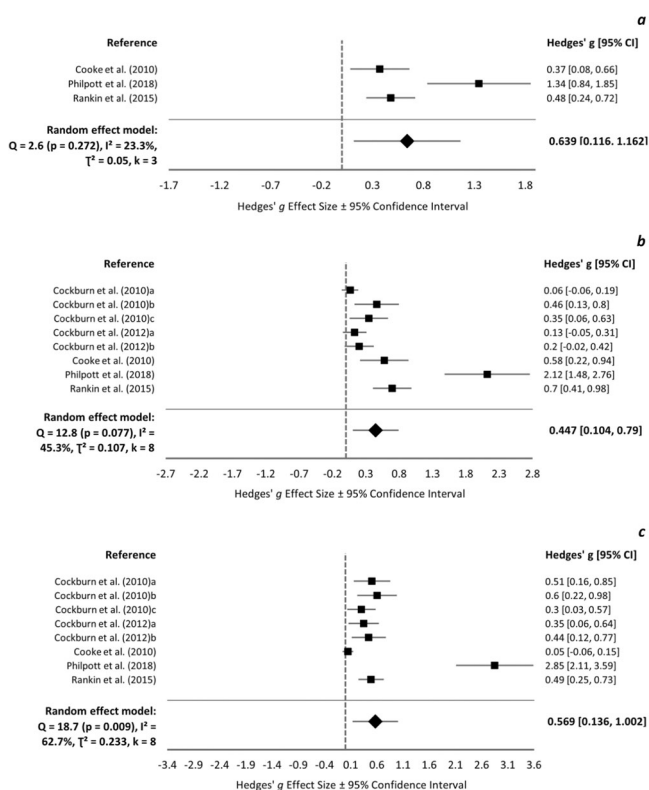 a
Reference Hedges' g [95% CI]
Cooke et al. (2010) 0.37 [0.08, 0.66]
Philpott et al. (2018) 1.34 [0.84, 1.85]
Rankin et al. (2015) 0.48 [0.24, 0.72]
Random effect model:
Q = 2.6 (p = 0.272), I² = 23.3%, 0.639 [0.116. 1.162]
Ʈ² = 0.05, k = 3
-1.7 -1.2 -0.7 -0.2 0.3 0.8 1.3 1.8
Hedges' g Effect Size ± 95% Confidence Interval
b
Reference Hedges' g [95% CI]
Cockburn et al. (2010)a 0.06 [-0.06, 0.19]
Cockburn et al. (2010)b 0.46 [0.13, 0.8]
Cockburn et al. (2010)c 0.35 [0.06, 0.63]
Cockburn et al. (2012)a 0.13 [-0.05, 0.31]
Cockburn et al. (2012)b 0.2 [-0.02, 0.42]
Cooke et al. (2010) 0.58 [0.22, 0.94]
Philpott et al. (2018) 2.12 [1.48, 2.76]
Rankin et al. (2015) 0.7 [0.41, 0.98]
Random effect model:
Q = 12.8 (p = 0.077), I² = 0.447 [0.104, 0.79]
45.3%, Ʈ² = 0.107, k = 8
-2.7 -2.2 -1.7 -1.2 -0.7 -0.2 0.3 0.8 1.3 1.8 2.3 2.8
Hedges' g Effect Size ± 95% Confidence Interval
c
Reference Hedges' g [95% CI]
Cockburn et al. (2010)a 0.51 [0.16, 0.85]
Cockburn et al. (2010)b 0.6 [0.22, 0.98]
Cockburn et al. (2010)c 0.3 [0.03, 0.57]
Cockburn et al. (2012)a 0.35 [0.06, 0.64]
Cockburn et al. (2012)b 0.44 [0.12, 0.77]
Cooke et al. (2010) 0.05 [-0.06, 0.15]
Philpott et al. (2018) 2.85 [2.11, 3.59]
Rankin et al. (2015) 0.49 [0.25, 0.73]
Random effect model:
Q = 18.7 (p = 0.009), I² = 0.569 [0.136, 1.002]
62.7%, Ʈ² = 0.233, k = 8
-3.4 -2.9 -2.4 -1.9 -1.4 -0.9 -0.4 0.1 0.6 1.1 1.6 2.1 2.6 3.1 3.6
Hedges' g Effect Size ± 95% Confidence Interval